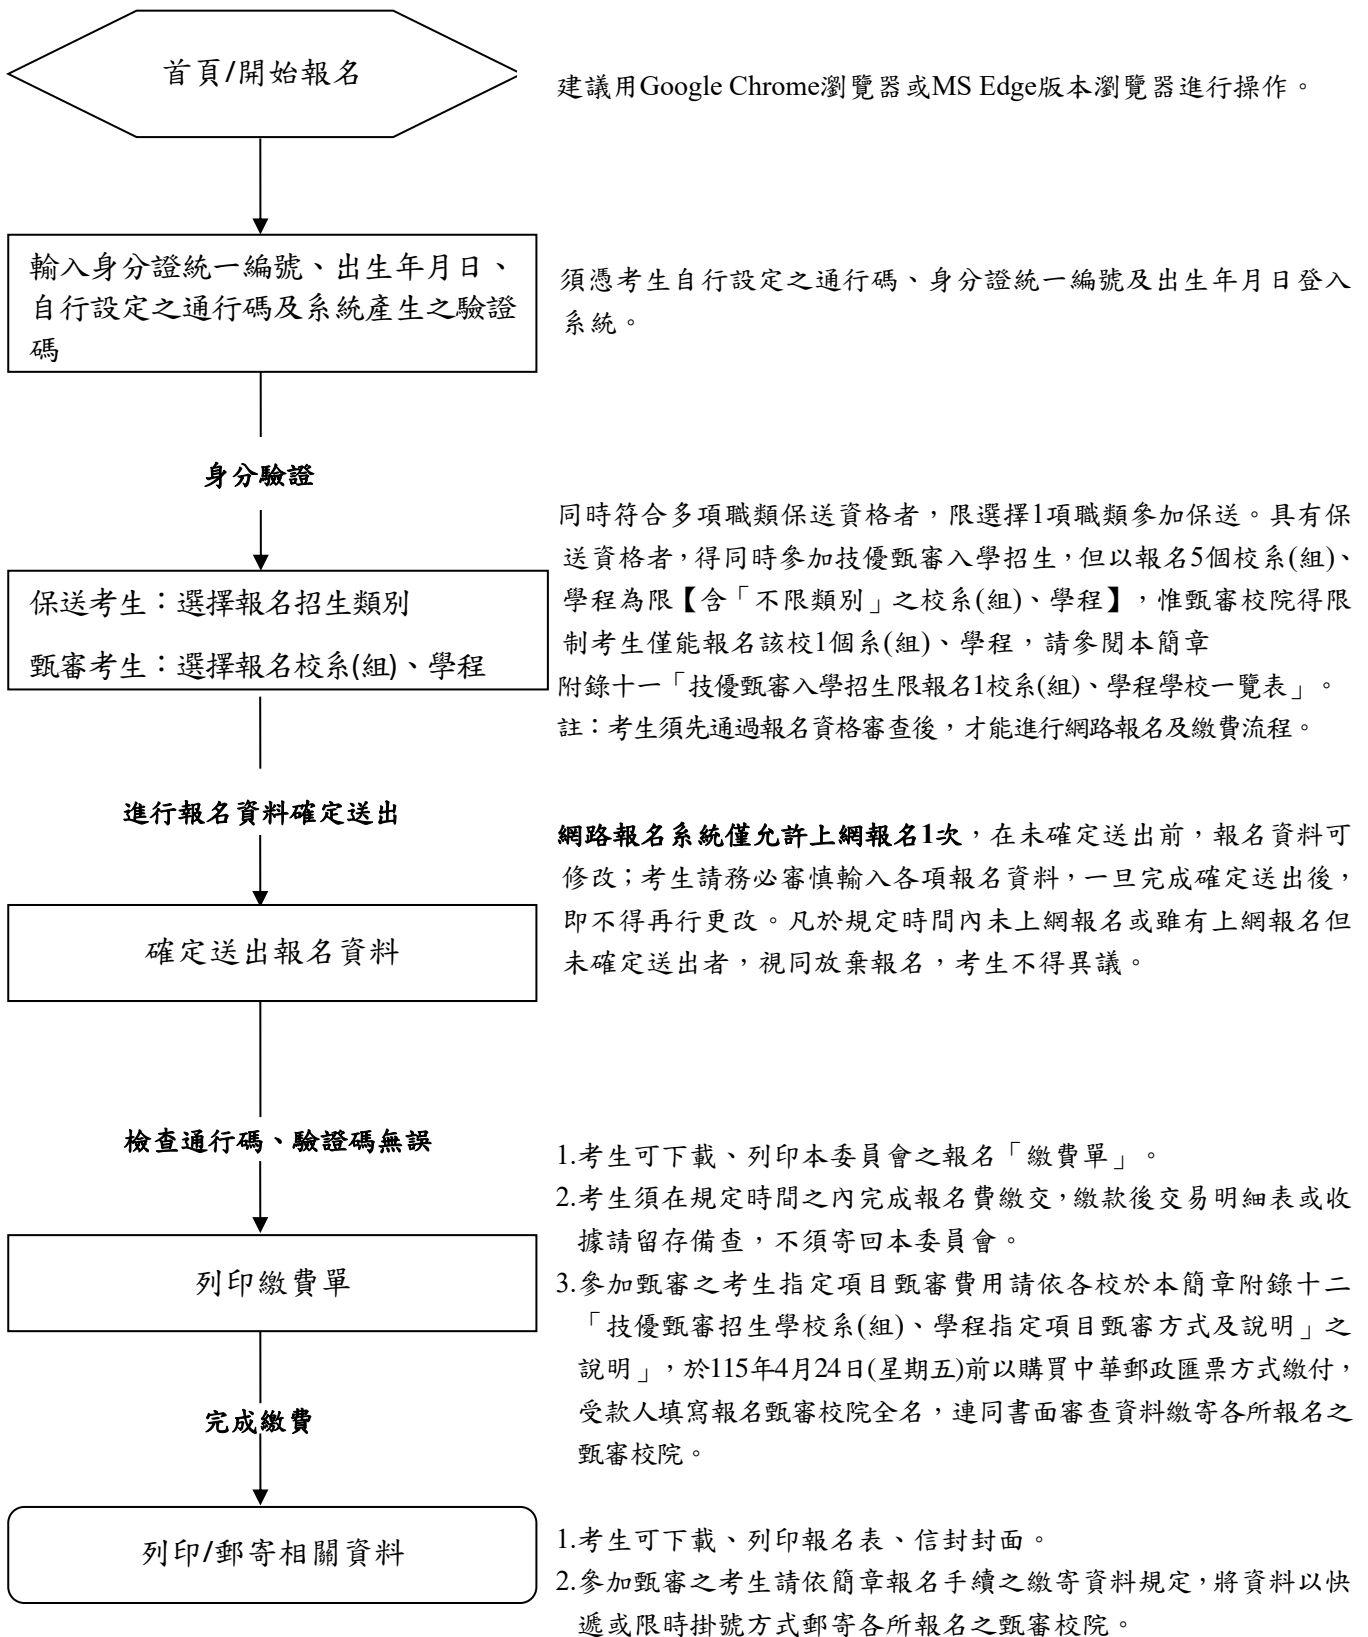 首頁/開始報名
建議用Google Chrome瀏覽器或MS Edge版本瀏覽器進行操作。
輸入身分證統一編號、出生年月日、
自行設定之通行碼及系統產生之驗證
碼
須憑考生自行設定之通行碼、身分證統一編號及出生年月日登入
系統。
身分驗證
同時符合多項職類保送資格者，限選擇1項職類參加保送。具有保
送資格者，得同時參加技優甄審入學招生，但以報名5個校系(組)、
學程為限【含「不限類別」之校系(組)、學程】，惟甄審校院得限
制考生僅能報名該校1個系(組)、學程，請參閱本簡章
附錄十一「技優甄審入學招生限報名1校系(組)、學程學校一覽表」。
註：考生須先通過報名資格審查後，才能進行網路報名及繳費流程。
保送考生：選擇報名招生類別
甄審考生：選擇報名校系(組)、學程
進行報名資料確定送出
網路報名系統僅允許上網報名1次，在未確定送出前，報名資料可
修改；考生請務必審慎輸入各項報名資料，一旦完成確定送出後，
即不得再行更改。凡於規定時間內未上網報名或雖有上網報名但
未確定送出者，視同放棄報名，考生不得異議。
確定送出報名資料
檢查通行碼、驗證碼無誤
1.考生可下載、列印本委員會之報名「繳費單」。
2.考生須在規定時間之內完成報名費繳交，繳款後交易明細表或收
據請留存備查，不須寄回本委員會。
3.參加甄審之考生指定項目甄審費用請依各校於本簡章附錄十二
「技優甄審招生學校系(組)、學程指定項目甄審方式及說明」之
說明」，於115年4月24日(星期五)前以購買中華郵政匯票方式繳付，
受款人填寫報名甄審校院全名，連同書面審查資料繳寄各所報名之
甄審校院。
列印繳費單
完成繳費
列印/郵寄相關資料
1.考生可下載、列印報名表、信封封面。
2.參加甄審之考生請依簡章報名手續之繳寄資料規定，將資料以快
遞或限時掛號方式郵寄各所報名之甄審校院。